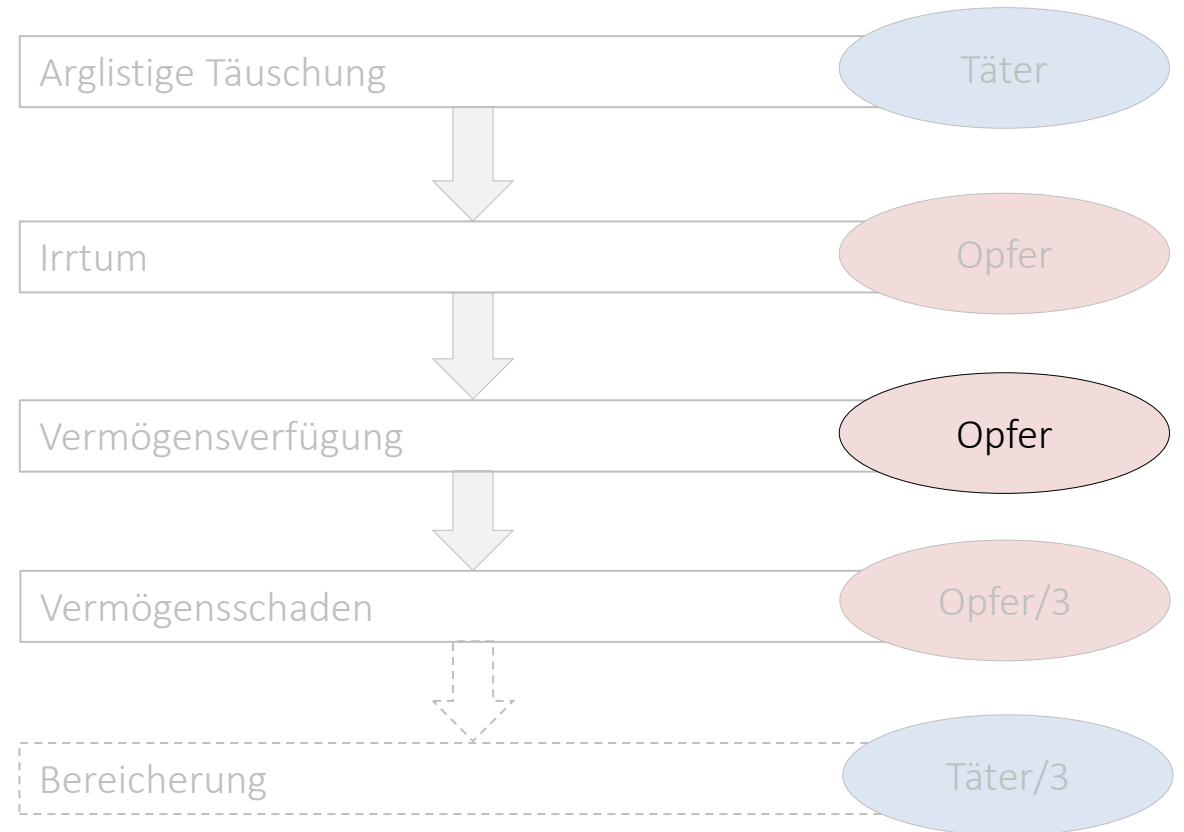 Arglistige Täuschung
Täter
Irrtum
Opfer
Vermögensverfügung
Opfer
Vermögensschaden
Opfer/3
Bereicherung
Täter/3